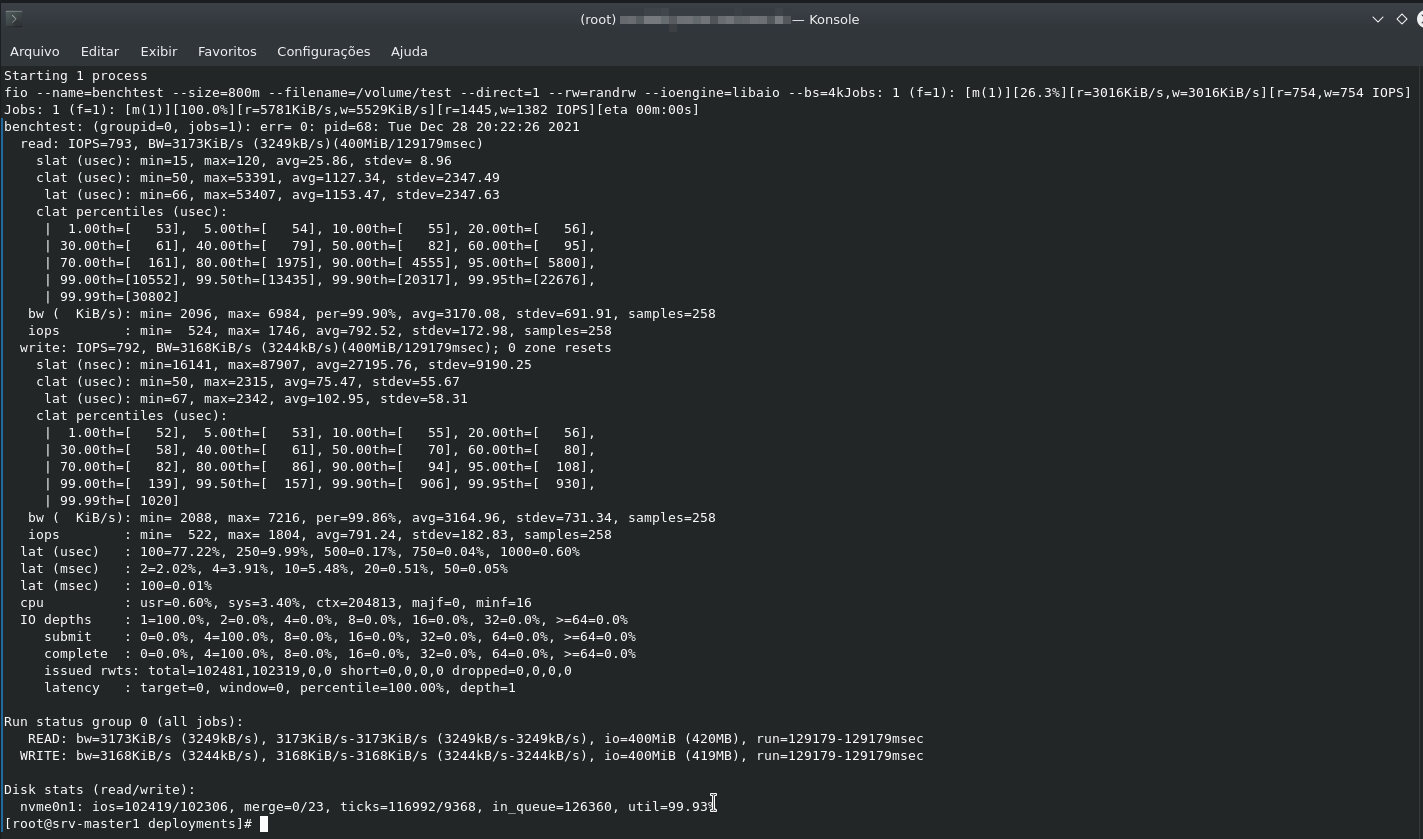 (root) — Konsole
Arquivo Editar Exibir Favoritos Configurações Ajuda
Starting 1 process
fio --name=benchtest --size=800m --filename=/volume/test --direct=1 --rw=randrw --ioengine=libaio --bs=4kJobs: 1 (f=1): [m(1)][26.3%][r=3016KiB/s,w=3016KiB/s][r=754,w=754 IOPS]
Jobs: 1 (f=1): [m(1)][100.0%][r=5781KiB/s,w=5529KiB/s][r=1445,w=1382 IOPS][eta 00m:00s]
benchtest: (groupid=0, jobs=1): err= 0: pid=68: Tue Dec 28 20:22:26 2021
  read: IOPS=793, BW=3173KiB/s (3249kB/s)(400MiB/129179msec)
    slat (usec): min=15, max=120, avg=25.86, stdev= 8.96
    clat (usec): min=50, max=53391, avg=1127.34, stdev=2347.49
     lat (usec): min=66, max=53407, avg=1153.47, stdev=2347.63
    clat percentiles (usec):
     |  1.00th=[   53],  5.00th=[   54], 10.00th=[   55], 20.00th=[   56],
     | 30.00th=[   61], 40.00th=[   79], 50.00th=[   82], 60.00th=[   95],
     | 70.00th=[  161], 80.00th=[ 1975], 90.00th=[ 4555], 95.00th=[ 5800],
     | 99.00th=[10552], 99.50th=[13435], 99.90th=[20317], 99.95th=[22676],
     | 99.99th=[30802]
   bw (  KiB/s): min= 2096, max= 6984, per=99.90%, avg=3170.08, stdev=691.91, samples=258
   iops        : min=  524, max= 1746, avg=792.52, stdev=172.98, samples=258
  write: IOPS=792, BW=3168KiB/s (3244kB/s)(400MiB/129179msec); 0 zone resets
    slat (nsec): min=16141, max=87907, avg=27195.76, stdev=9190.25
    clat (usec): min=50, max=2315, avg=75.47, stdev=55.67
     lat (usec): min=67, max=2342, avg=102.95, stdev=58.31
    clat percentiles (usec):
     |  1.00th=[   52],  5.00th=[   53], 10.00th=[   55], 20.00th=[   56],
     | 30.00th=[   58], 40.00th=[   61], 50.00th=[   70], 60.00th=[   80],
     | 70.00th=[   82], 80.00th=[   86], 90.00th=[   94], 95.00th=[  108],
     | 99.00th=[  139], 99.50th=[  157], 99.90th=[  906], 99.95th=[  930],
     | 99.99th=[ 1020]
   bw (  KiB/s): min= 2088, max= 7216, per=99.86%, avg=3164.96, stdev=731.34, samples=258
   iops        : min=  522, max= 1804, avg=791.24, stdev=182.83, samples=258
  lat (usec)   : 100=77.22%, 250=9.99%, 500=0.17%, 750=0.04%, 1000=0.60%
  lat (msec)   : 2=2.02%, 4=3.91%, 10=5.48%, 20=0.51%, 50=0.05%
  lat (msec)   : 100=0.01%
  cpu          : usr=0.60%, sys=3.40%, ctx=204813, majf=0, minf=16
  IO depths    : 1=100.0%, 2=0.0%, 4=0.0%, 8=0.0%, 16=0.0%, 32=0.0%, >=64=0.0%
     submit    : 0=0.0%, 4=100.0%, 8=0.0%, 16=0.0%, 32=0.0%, 64=0.0%, >=64=0.0%
     complete  : 0=0.0%, 4=100.0%, 8=0.0%, 16=0.0%, 32=0.0%, 64=0.0%, >=64=0.0%
     issued rwts: total=102481,102319,0,0 short=0,0,0,0 dropped=0,0,0,0
     latency   : target=0, window=0, percentile=100.00%, depth=1
Run status group 0 (all jobs):
   READ: bw=3173KiB/s (3249kB/s), 3173KiB/s-3173KiB/s (3249kB/s-3249kB/s), io=400MiB (420MB), run=129179-129179msec
  WRITE: bw=3168KiB/s (3244kB/s), 3168KiB/s-3168KiB/s (3244kB/s-3244kB/s), io=400MiB (419MB), run=129179-129179msec
Disk stats (read/write):
  nvme0n1: ios=102419/102306, merge=0/23, ticks=116992/9368, in_queue=126360, util=99.93%
[root@srv-master1 deployments]#